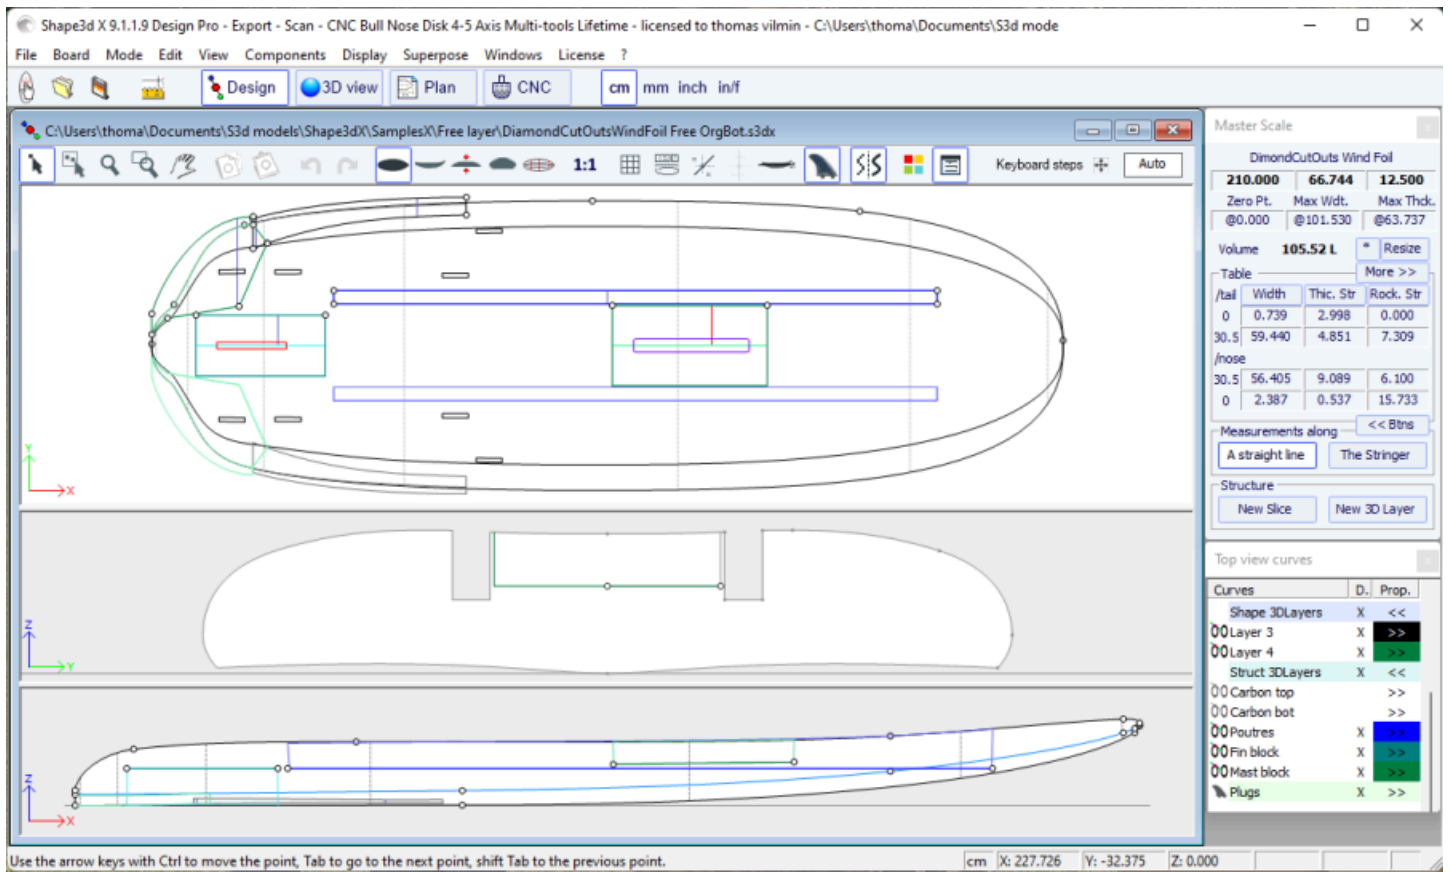 Shape3d X 9.1.1.9 Design Pro - Export - Scan - CNC Bull Nose Disk 4-5 Axis Multi-tools Lifetime - licensed to thomas vilmin - C:\Users\thoma\Documents\S3d mode
File Board Mode Edit View Components Display Superpose Windows License ?
Design 3D view Plan CNC cm mm inch in/f
C:\Users\thoma\Documents\S3d models\Shape3dX\SamplesX\Free layer\DiamondCutOutsWindFoil Free OrgBot.s3dx
1:1 Keyboard steps Auto
Y
X
Z
Y
Z
X
Master Scale
DimondCutOuts Wind Foil
210.000 66.744 12.500
Zero Pt. Max Wdt. Max Thck.
@0.000 @101.530 @63.737
Volume 105.52 L * Resize
Table More >>
/tail Width Thic. Str Rock. Str
0 0.739 2.998 0.000
30.5 59.440 4.851 7.309
/nose
30.5 56.405 9.089 6.100
0 2.387 0.537 15.733
<< Btns
Measurements along
A straight line The Stringer
Structure
New Slice New 3D Layer
Top view curves
Curves D. Prop.
Shape 3DLayers X <<
Layer 3 X >>
Layer 4 X >>
Struct 3DLayers X <<
Carbon top >>
Carbon bot >>
Poutres X >>
Fin block X >>
Mast block X >>
Plugs X >>
Use the arrow keys with Ctrl to move the point, Tab to go to the next point, shift Tab to the previous point. cm X: 227.726 Y: -32.375 Z: 0.000